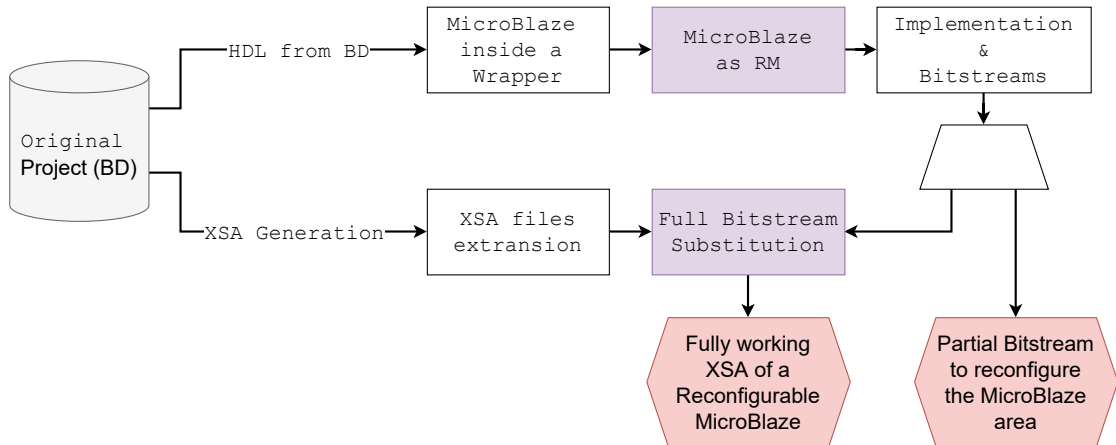 Original
Project (BD)
HDL from BD
MicroBlaze
inside a
Wrapper
MicroBlaze
as RM
Implementation
&
Bitstreams
XSA Generation
XSA files
extransion
Full Bitstream
Substitution
Fully working
XSA of a
Reconfigurable
MicroBlaze
Partial Bitstream
to reconfigure
the MicroBlaze
area